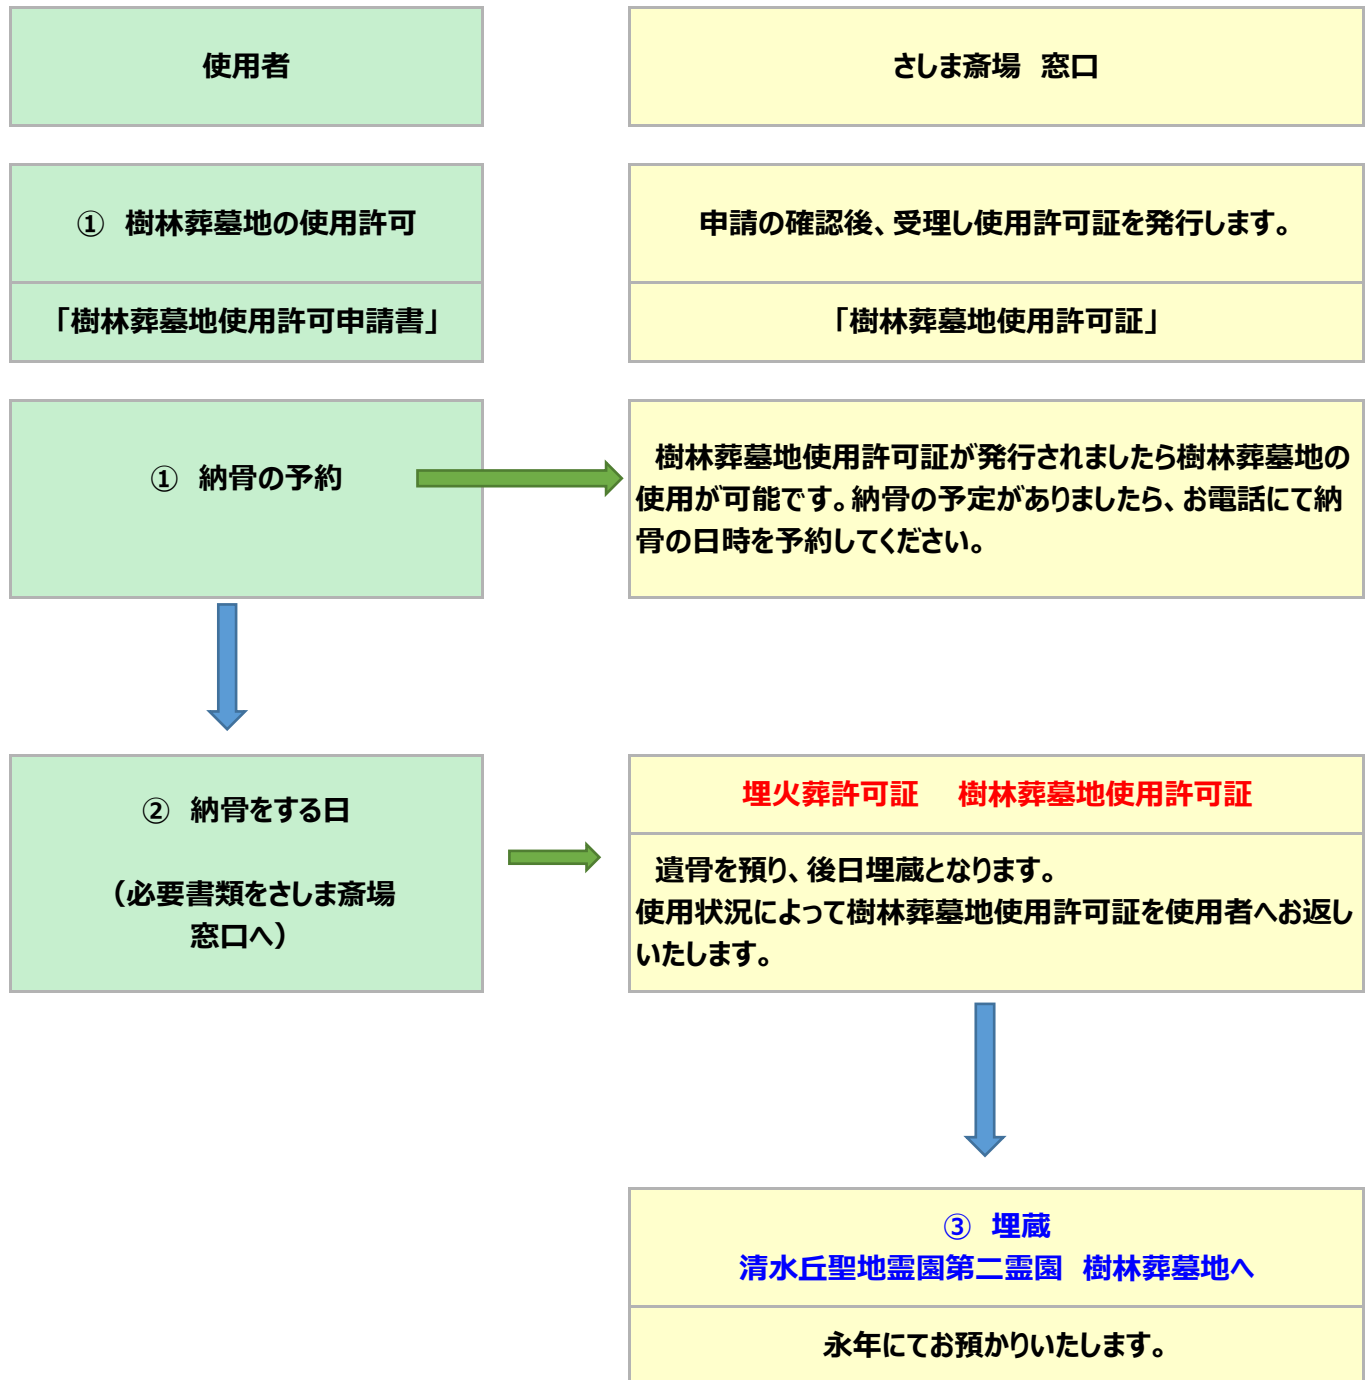 使用者
さしま斎場 窓口
① 樹林葬墓地の使用許可
申請の確認後、受理し使用許可証を発行します。
「樹林葬墓地使用許可申請書」
「樹林葬墓地使用許可証」
① 納骨の予約
樹林葬墓地使用許可証が発行されましたら樹林葬墓地の
使用が可能です。納骨の予定がありましたら、お電話にて納
骨の日時を予約してください。
② 納骨をする日
（必要書類をさしま斎場
窓口へ）
埋火葬許可証 樹林葬墓地使用許可証
遺骨を預り、後日埋蔵となります。
使用状況によって樹林葬墓地使用許可証を使用者へお返し
いたします。
③ 埋蔵
清水丘聖地霊園第二霊園 樹林葬墓地へ
永年にてお預かりいたします。